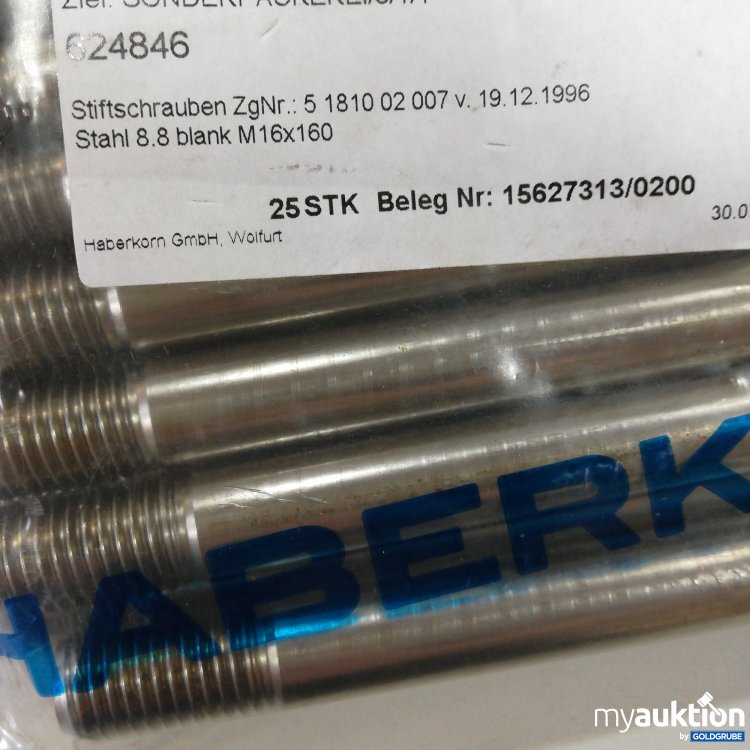 624846
Stiftschrauben ZgNr.: 5 1810 02 007 v. 19.12.1996
Stahl 8.8 blank M16x160
25STK Beleg Nr: 15627313/0200
30.0
Haberkorn GmbH, Wolfurt
HABERK
myauktion
by GOLDGRUBE